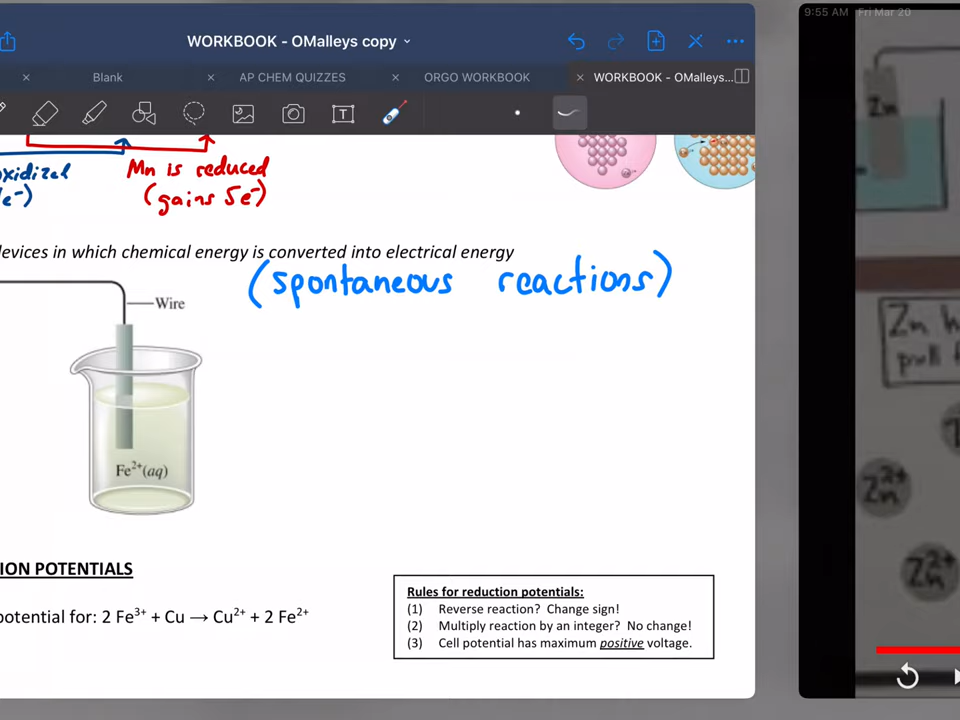 9:55 AM Fri Mar 20
WORKBOOK - OMalleys copy
Blank
AP CHEM QUIZZES
ORGO WORKBOOK
WORKBOOK - OMalleys...
T
oxidized
Mn is reduced
e⁻)
(gains 5e⁻)
devices in which chemical energy is converted into electrical energy
(spontaneous reactions)
Wire
Fe²⁺(aq)
ION POTENTIALS
potential for: 2 Fe³⁺ + Cu → Cu²⁺ + 2 Fe²⁺
Rules for reduction potentials:
(1) Reverse reaction? Change sign!
(2) Multiply reaction by an integer? No change!
(3) Cell potential has maximum positive voltage.
Zn
Zn
pull
Zn²⁺
Zn²⁺